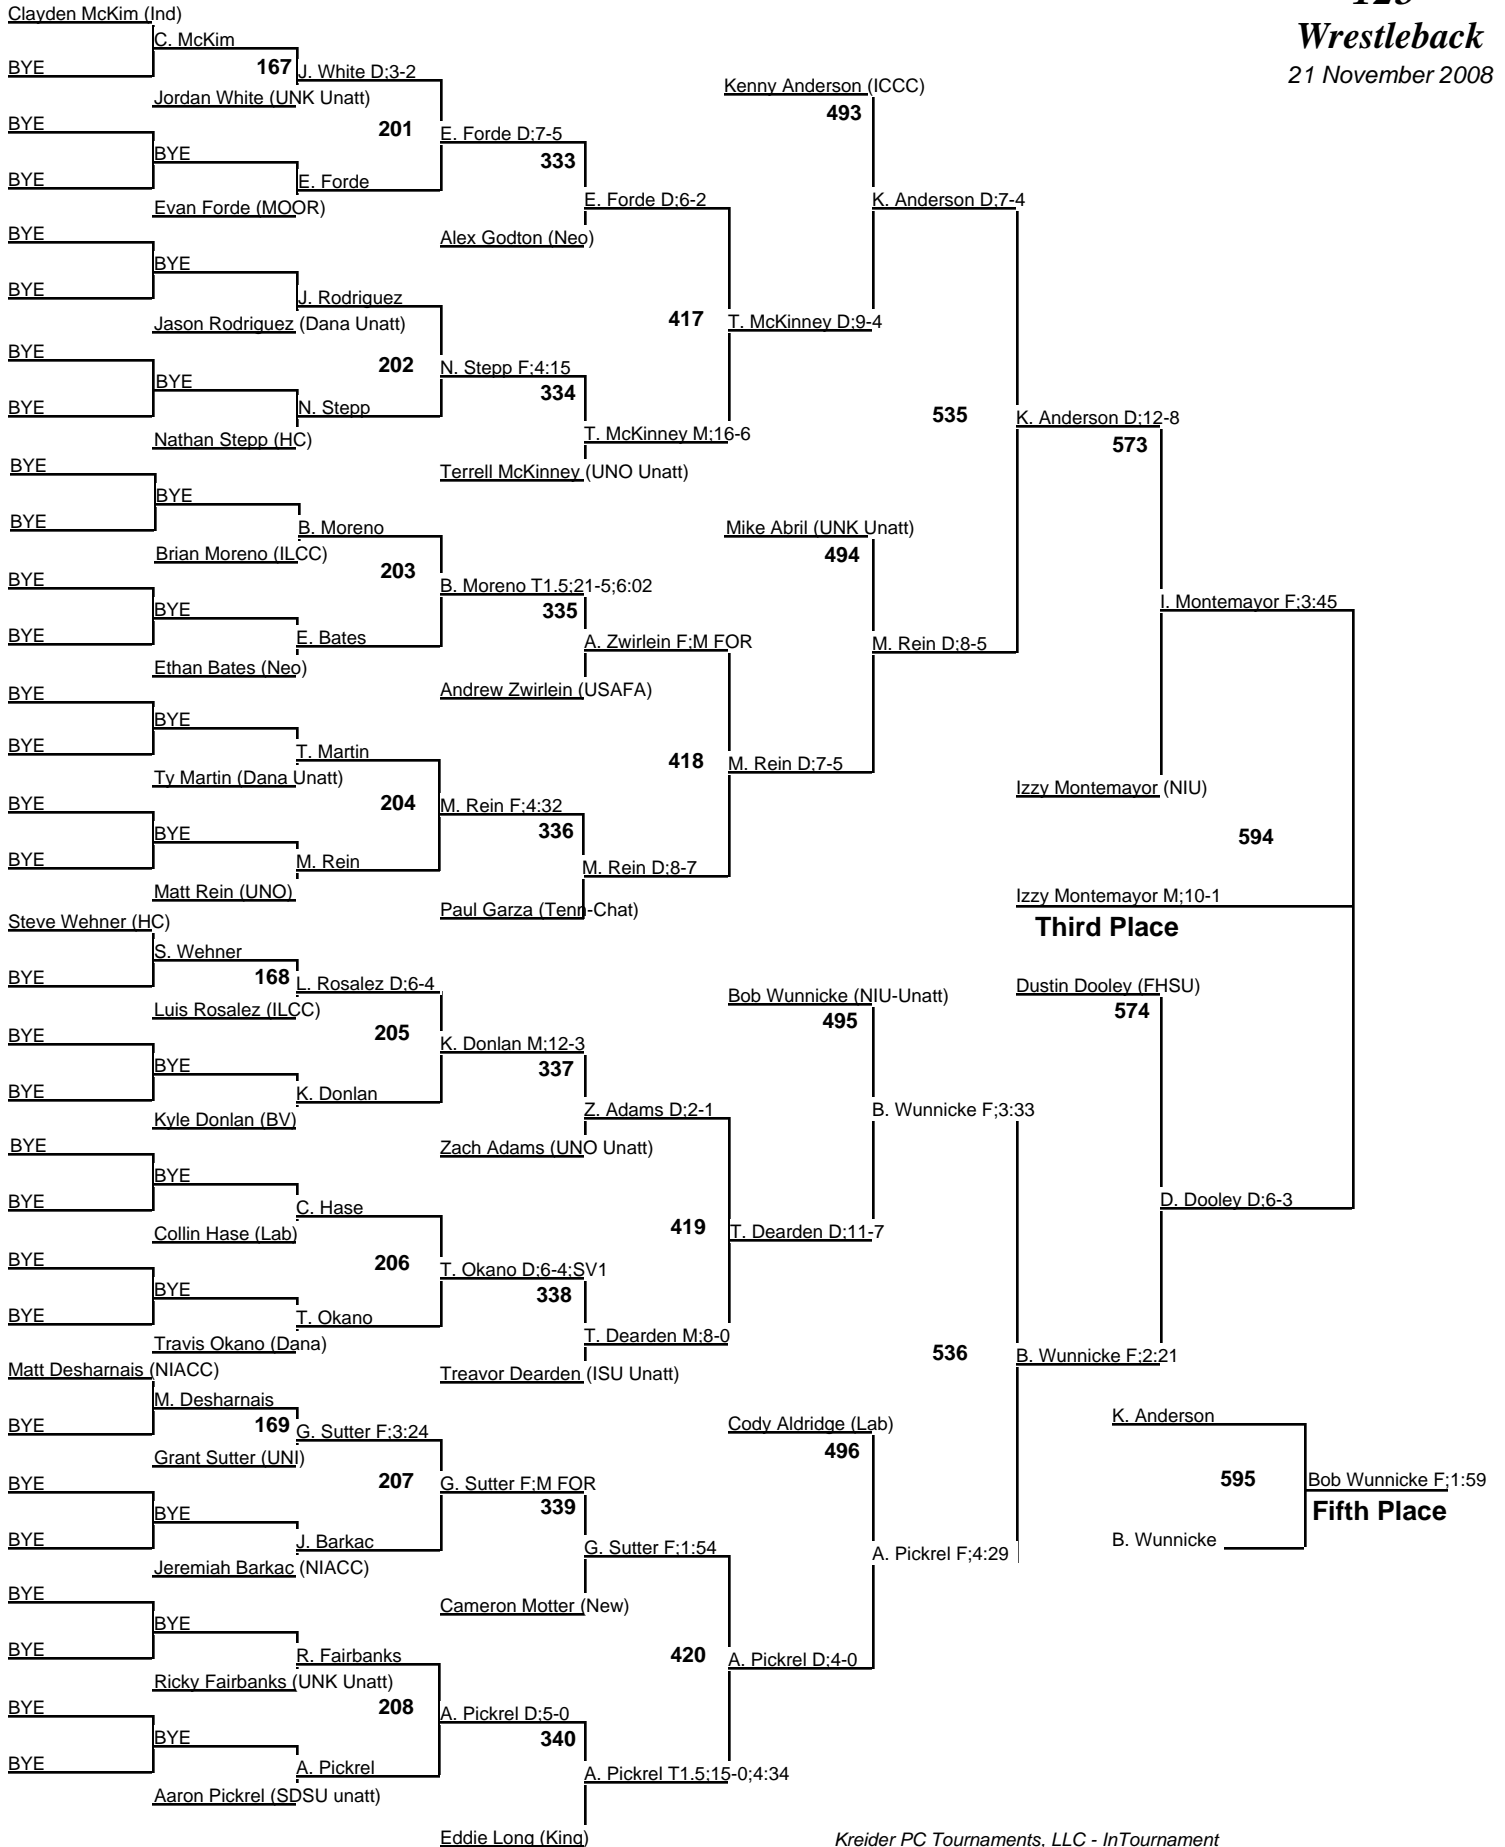 Wrestleback
21 November 2008
Clayden McKim (Ind)
C. McKim
BYE
167
J. White D;3-2
Jordan White (UNK Unatt)
BYE
201
E. Forde D;7-5
BYE
333
BYE
E. Forde
Evan Forde (MOOR)
E. Forde D;6-2
Alex Godton (Neo)
Kenny Anderson (ICCC)
493
K. Anderson D;7-4
BYE
BYE
BYE
J. Rodriguez
Jason Rodriguez (Dana Unatt)
417
T. McKinney D;9-4
BYE
202
N. Stepp F;4:15
BYE
334
BYE
N. Stepp
Nathan Stepp (HC)
T. McKinney M;16-6
Terrell McKinney (UNO Unatt)
535
K. Anderson D;12-8
573
BYE
BYE
BYE
B. Moreno
Brian Moreno (ILCC)
203
B. Moreno T1.5;21-5;6:02
335
BYE
BYE
BYE
E. Bates
Ethan Bates (Neo)
A. Zwirlein F;M FOR
Andrew Zwirlein (USAFA)
Mike Abril (UNK Unatt)
494
M. Rein D;8-5
I. Montemayor F;3:45
BYE
BYE
BYE
T. Martin
Ty Martin (Dana Unatt)
418
M. Rein D;7-5
Izzy Montemayor (NIU)
BYE
204
M. Rein F;4:32
336
BYE
BYE
M. Rein
Matt Rein (UNO)
M. Rein D;8-7
Paul Garza (Tenn-Chat)
594
Izzy Montemayor M;10-1
Third Place
Steve Wehner (HC)
S. Wehner
BYE
168
L. Rosalez D;6-4
Luis Rosalez (ILCC)
205
K. Donlan M;12-3
337
BYE
BYE
BYE
K. Donlan
Kyle Donlan (BV)
Z. Adams D;2-1
Zach Adams (UNO Unatt)
Bob Wunnicke (NIU-Unatt)
495
Dustin Dooley (FHSU)
574
B. Wunnicke F;3:33
BYE
BYE
BYE
C. Hase
Collin Hase (Lab)
419
T. Dearden D;11-7
D. Dooley D;6-3
BYE
206
T. Okano D;6-4;SV1
338
BYE
BYE
T. Okano
Travis Okano (Dana)
T. Dearden M;8-0
Treavor Dearden (ISU Unatt)
536
B. Wunnicke F;2:21
Matt Desharnais (NIACC)
M. Desharnais
BYE
169
G. Sutter F;3:24
Grant Sutter (UNI)
207
G. Sutter F;M FOR
339
BYE
BYE
BYE
J. Barkac
Jeremiah Barkac (NIACC)
G. Sutter F;1:54
Cameron Motter (New)
Cody Aldridge (Lab)
496
A. Pickrel F;4:29
K. Anderson
595
Bob Wunnicke F;1:59
Fifth Place
B. Wunnicke
BYE
BYE
BYE
R. Fairbanks
Ricky Fairbanks (UNK Unatt)
420
A. Pickrel D;4-0
BYE
208
A. Pickrel D;5-0
340
BYE
BYE
A. Pickrel
Aaron Pickrel (SDSU unatt)
A. Pickrel T1.5;15-0;4:34
Eddie Long (King)
Kreider PC Tournaments, LLC - InTournament